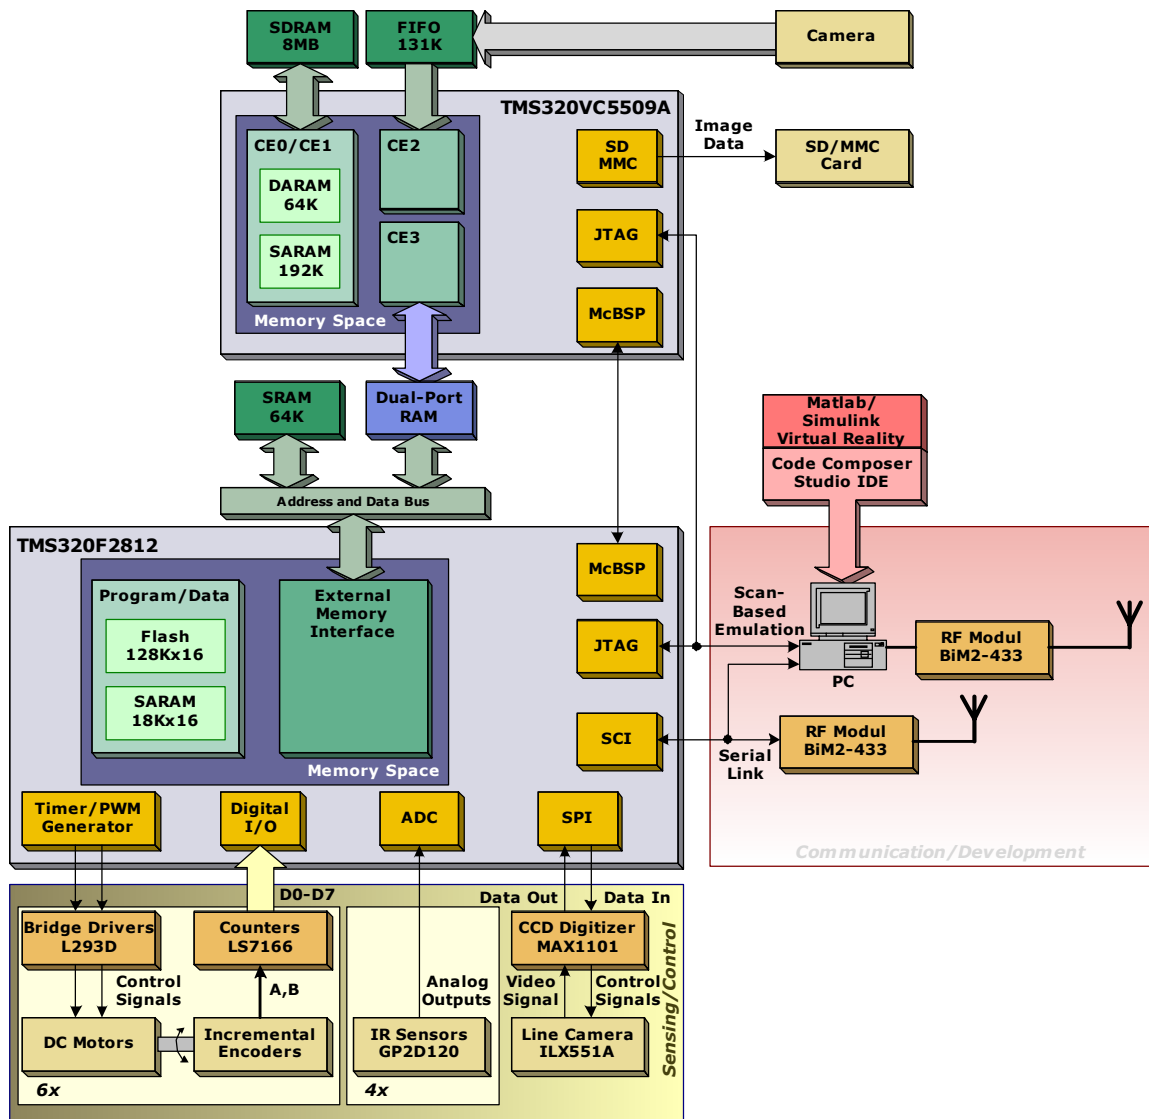 SDRAM
8MB
FIFO
131K
Camera
TMS320VC5509A
CE0/CE1
DARAM
64K
SARAM
192K
CE2
CE3
Memory Space
SD
MMC
JTAG
McBSP
Image
Data
SD/MMC
Card
SRAM
64K
Dual-Port
RAM
Address and Data Bus
Matlab/
Simulink
Virtual Reality
Code Composer
Studio IDE
TMS320F2812
Program/Data
Flash
128Kx16
SARAM
18Kx16
External
Memory
Interface
Memory Space
McBSP
JTAG
SCI
Scan-
Based
Emulation
PC
RF Modul
BiM2-433
RF Modul
BiM2-433
Serial
Link
Communication/Development
Timer/PWM
Generator
Digital
I/O
ADC
SPI
D0-D7
Data Out
Data In
Bridge Drivers
L293D
Counters
LS7166
CCD Digitizer
MAX1101
Control
Signals
A,B
Analog
Outputs
Video
Signal
Control
Signals
DC Motors
Incremental
Encoders
IR Sensors
GP2D120
Line Camera
ILX551A
6x
4x
Sensing/Control